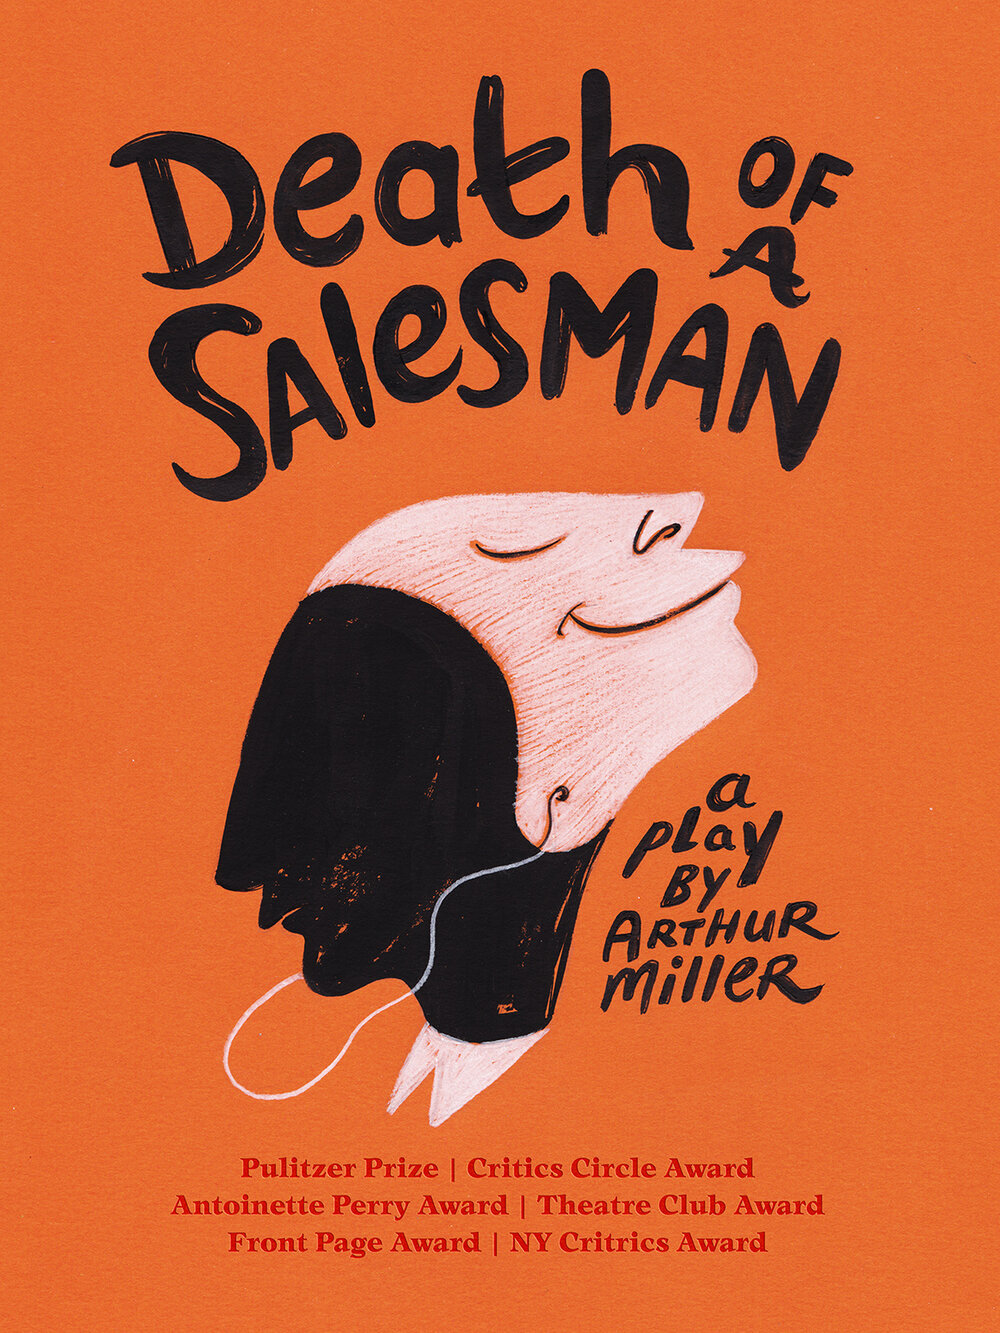 Death OF
A
SAleSMAN
a
play
BY
ARTHUR
MilleR
Pulitzer Prize | Critics Circle Award
Antoinette Perry Award | Theatre Club Award
Front Page Award | NY Critrics Award